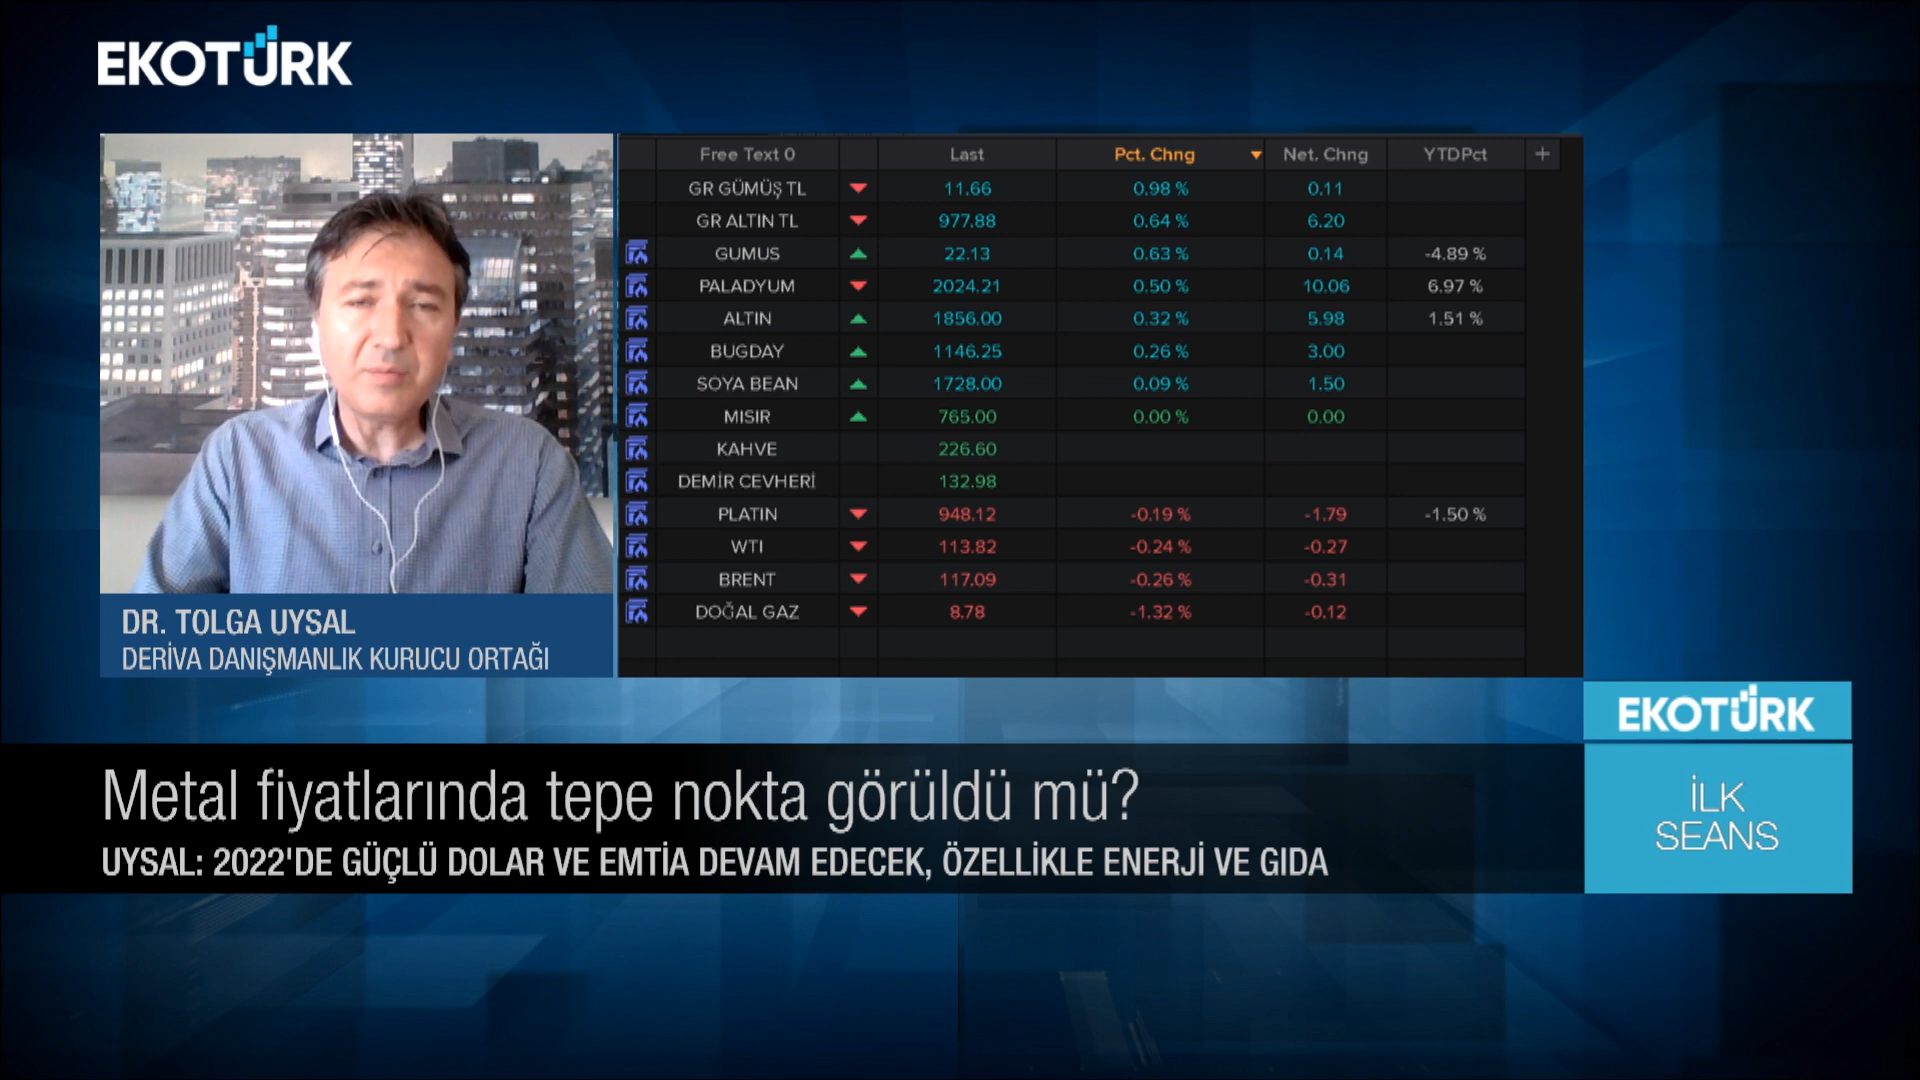 EKOTÜRK
Free Text 0 Last Pct. Chng Net. Chng YTDPct +
GR GÜMÜŞ TL 11.66 0.98 % 0.11
GR ALTIN TL 977.88 0.64 % 6.20
GUMUS 22.13 0.63 % 0.14 -4.89 %
PALADYUM 2024.21 0.50 % 10.06 6.97 %
ALTIN 1856.00 0.32 % 5.98 1.51 %
BUGDAY 1146.25 0.26 % 3.00
SOYA BEAN 1728.00 0.09 % 1.50
MISIR 765.00 0.00 % 0.00
KAHVE 226.60
DEMİR CEVHERİ 132.98
PLATIN 948.12 -0.19 % -1.79 -1.50 %
WTI 113.82 -0.24 % -0.27
BRENT 117.09 -0.26 % -0.31
DOĞAL GAZ 8.78 -1.32 % -0.12
DR. TOLGA UYSAL
DERİVA DANIŞMANLIK KURUCU ORTAĞI
EKOTÜRK
Metal fiyatlarında tepe nokta görüldü mü?
UYSAL: 2022'DE GÜÇLÜ DOLAR VE EMTİA DEVAM EDECEK, ÖZELLİKLE ENERJİ VE GIDA
İLK
SEANS